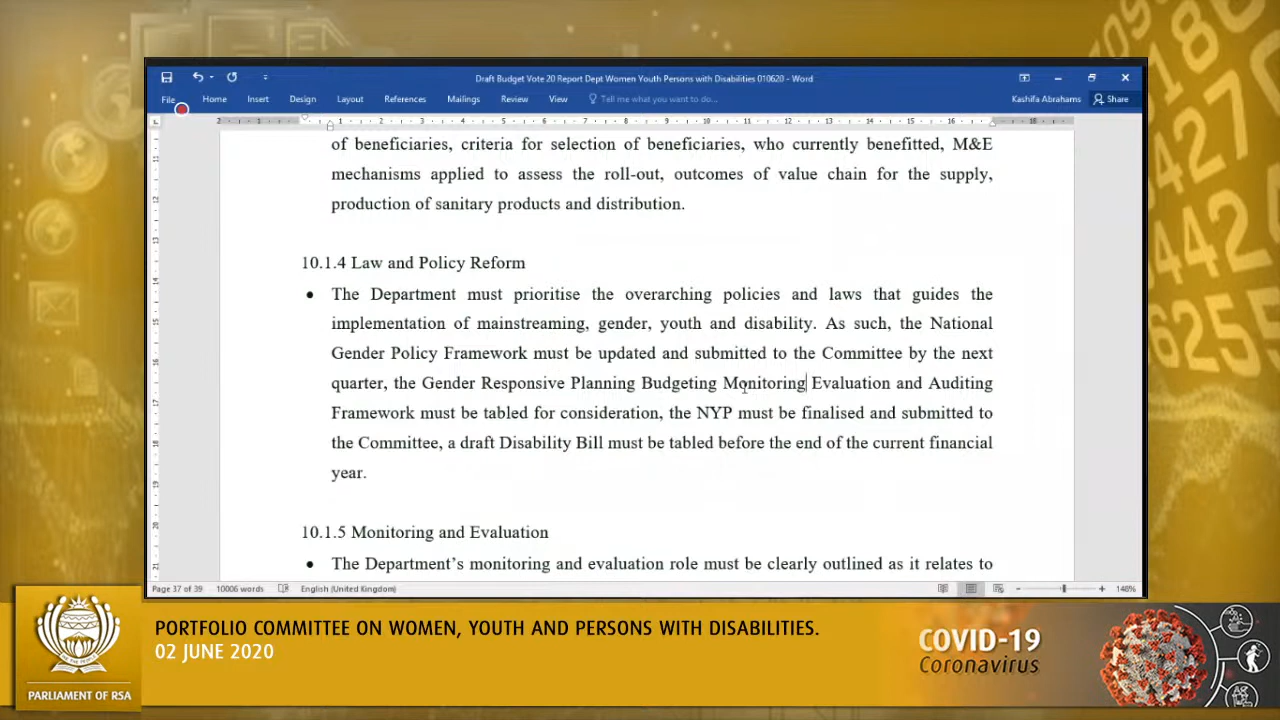 Draft Budget Vote 20 Report Dept Women Youth Persons with Disabilities 010620 - Word
File Home Insert Design Layout References Mailings Review View Tell me what you want to do... Kashifa Abrahams Share
of beneficiaries, criteria for selection of beneficiaries, who currently benefitted, M&E
mechanisms applied to assess the roll-out, outcomes of value chain for the supply,
production of sanitary products and distribution.
10.1.4 Law and Policy Reform
• The Department must prioritise the overarching policies and laws that guides the
implementation of mainstreaming, gender, youth and disability. As such, the National
Gender Policy Framework must be updated and submitted to the Committee by the next
quarter, the Gender Responsive Planning Budgeting Monitoring Evaluation and Auditing
Framework must be tabled for consideration, the NYP must be finalised and submitted to
the Committee, a draft Disability Bill must be tabled before the end of the current financial
year.
10.1.5 Monitoring and Evaluation
• The Department's monitoring and evaluation role must be clearly outlined as it relates to
Page 37 of 39 10006 words English (United Kingdom) 148%
PORTFOLIO COMMITTEE ON WOMEN, YOUTH AND PERSONS WITH DISABILITIES.
02 JUNE 2020
PARLIAMENT OF RSA
COVID-19
Coronavirus